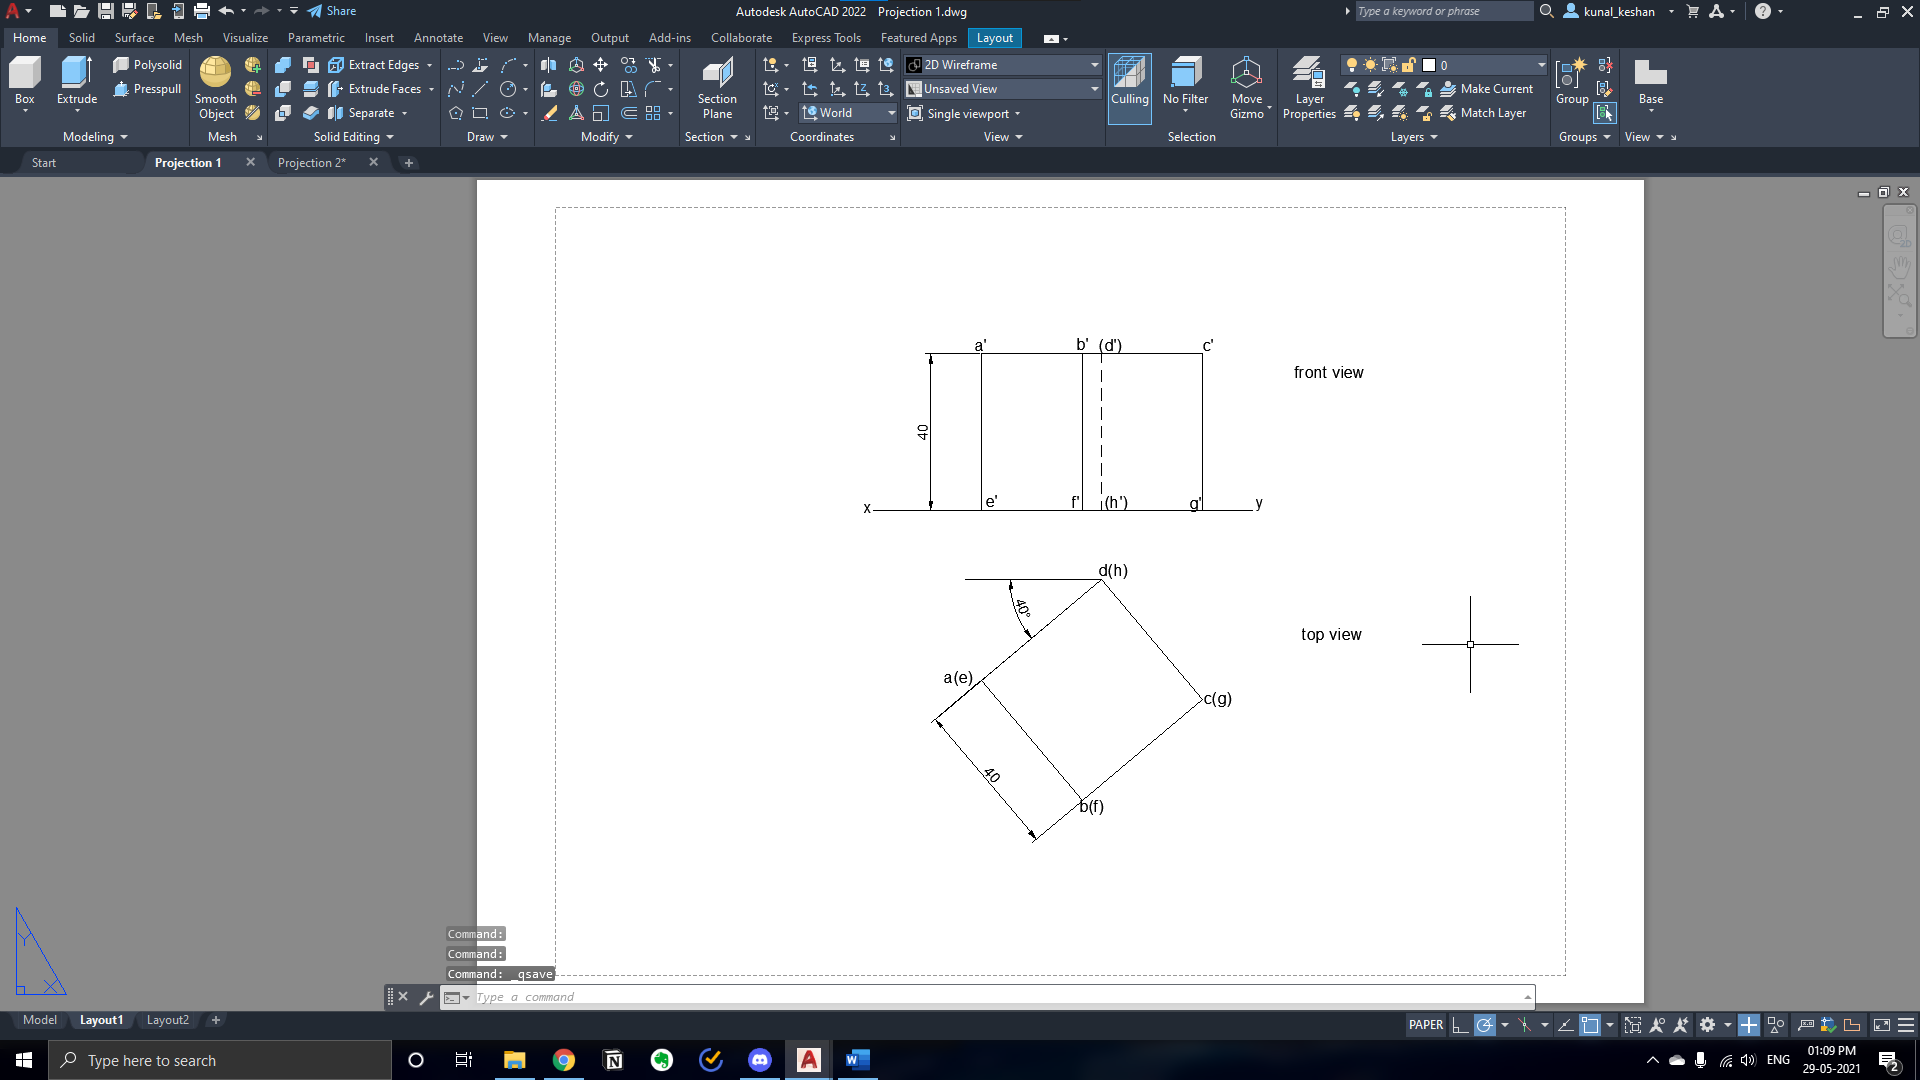 Share
Autodesk AutoCAD 2022 Projection 1.dwg
Type a keyword or phrase
kunal_keshan
Home Solid Surface Mesh Visualize Parametric Insert Annotate View Manage Output Add-ins Collaborate Express Tools Featured Apps Layout
Box
Extrude
Polysolid
Presspull
Modeling
Smooth Object
Mesh
Extract Edges
Extrude Faces
Separate
Solid Editing
Draw
Modify
Section Plane
Section
World
Coordinates
2D Wireframe
Unsaved View
Single viewport
View
Culling
No Filter
Move Gizmo
Selection
Layer Properties
0
Make Current
Match Layer
Layers
Group
Groups
Base
View
Start
Projection 1
Projection 2*
a' b' (d') c'
front view
40
x e' f' (h') g' y
d(h)
40°
top view
a(e)
c(g)
40
b(f)
Y
X
Command:
Command:
Command: _qsave
Type a command
Model Layout1 Layout2
PAPER
Type here to search
ENG
01:09 PM
29-05-2021
2